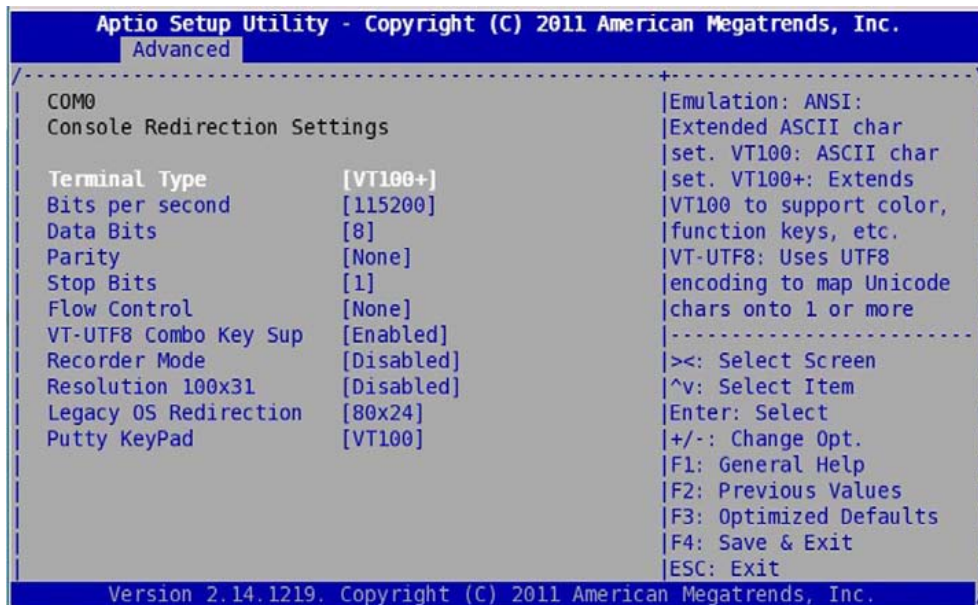 Aptio Setup Utility - Copyright (C) 2011 American Megatrends, Inc.
Advanced
COM0
Console Redirection Settings
Terminal Type [VT100+]
Bits per second [115200]
Data Bits [8]
Parity [None]
Stop Bits [1]
Flow Control [None]
VT-UTF8 Combo Key Sup [Enabled]
Recorder Mode [Disabled]
Resolution 100x31 [Disabled]
Legacy OS Redirection [80x24]
Putty KeyPad [VT100]
Emulation: ANSI:
Extended ASCII char
set. VT100: ASCII char
set. VT100+: Extends
VT100 to support color,
function keys, etc.
VT-UTF8: Uses UTF8
encoding to map Unicode
chars onto 1 or more
><: Select Screen
^v: Select Item
Enter: Select
+/-: Change Opt.
F1: General Help
F2: Previous Values
F3: Optimized Defaults
F4: Save & Exit
ESC: Exit
Version 2.14.1219. Copyright (C) 2011 American Megatrends, Inc.